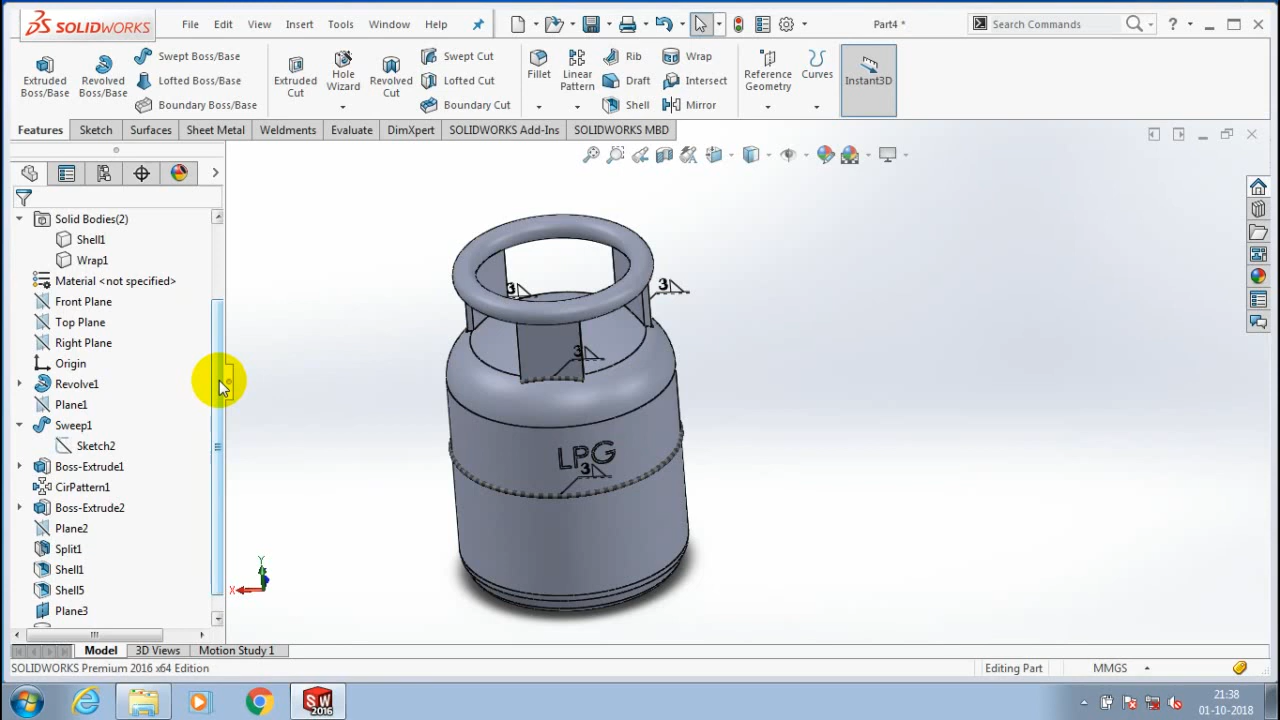 SOLIDWORKS
File Edit View Insert Tools Window Help
Part4 *
Search Commands
Extruded Boss/Base
Revolved Boss/Base
Swept Boss/Base
Lofted Boss/Base
Boundary Boss/Base
Extruded Cut
Hole Wizard
Revolved Cut
Swept Cut
Lofted Cut
Boundary Cut
Fillet
Linear Pattern
Rib
Draft
Shell
Wrap
Intersect
Mirror
Reference Geometry
Curves
Instant3D
Features Sketch Surfaces Sheet Metal Weldments Evaluate DimXpert SOLIDWORKS Add-Ins SOLIDWORKS MBD
Solid Bodies(2)
Shell1
Wrap1
Material <not specified>
Front Plane
Top Plane
Right Plane
Origin
Revolve1
Plane1
Sweep1
Sketch2
Boss-Extrude1
CirPattern1
Boss-Extrude2
Plane2
Split1
Shell1
Shell5
Plane3
3
3
3
LPG
3
Y
X
Model 3D Views Motion Study 1
SOLIDWORKS Premium 2016 x64 Edition
Editing Part
MMGS
SW
2016
21:38
01-10-2018